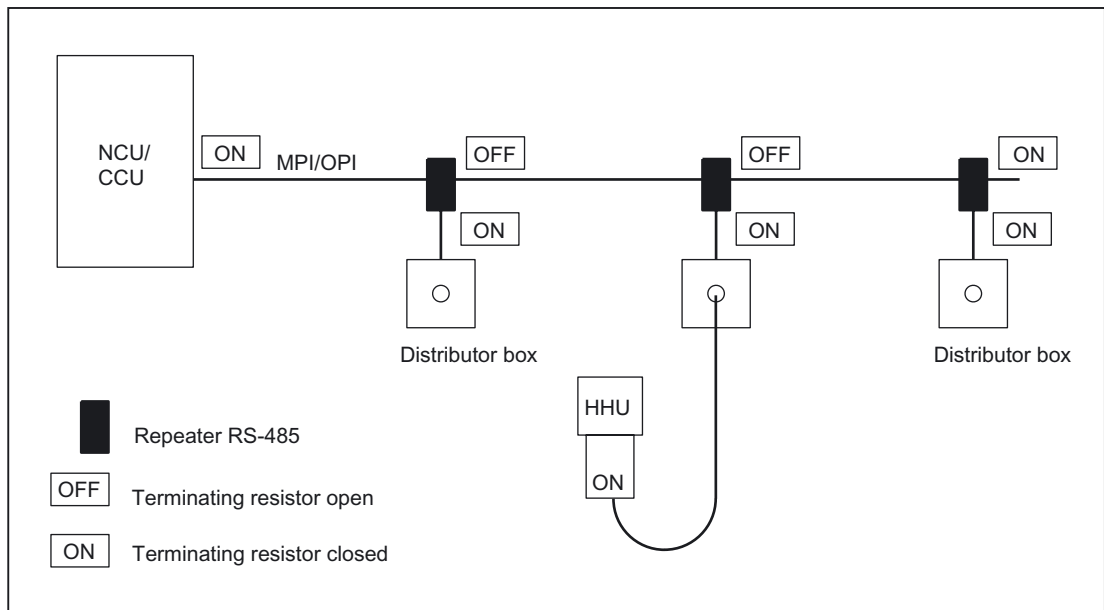 NCU/
CCU
ON
MPI/OPI
OFF
OFF
ON
ON
ON
ON
Distributor box
Distributor box
HHU
ON
Repeater RS-485
OFF
Terminating resistor open
ON
Terminating resistor closed